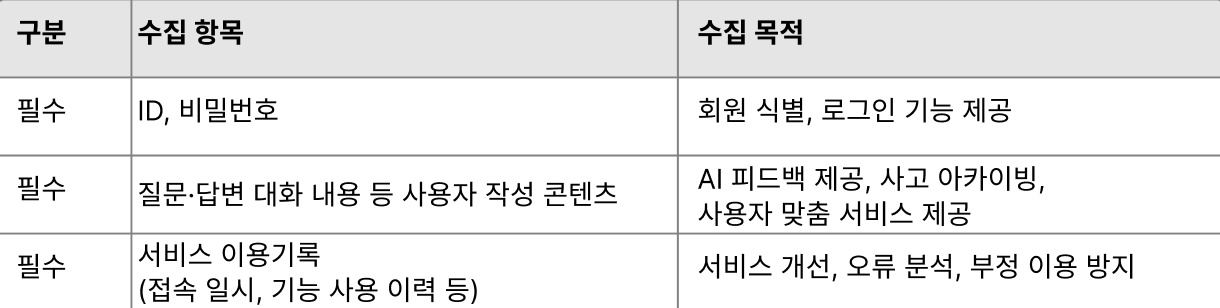 구분 수집 항목 수집 목적
필수 ID, 비밀번호 회원 식별, 로그인 기능 제공
필수 질문·답변 대화 내용 등 사용자 작성 콘텐츠 AI 피드백 제공, 사고 아카이빙,
사용자 맞춤 서비스 제공
필수 서비스 이용기록
(접속 일시, 기능 사용 이력 등) 서비스 개선, 오류 분석, 부정 이용 방지